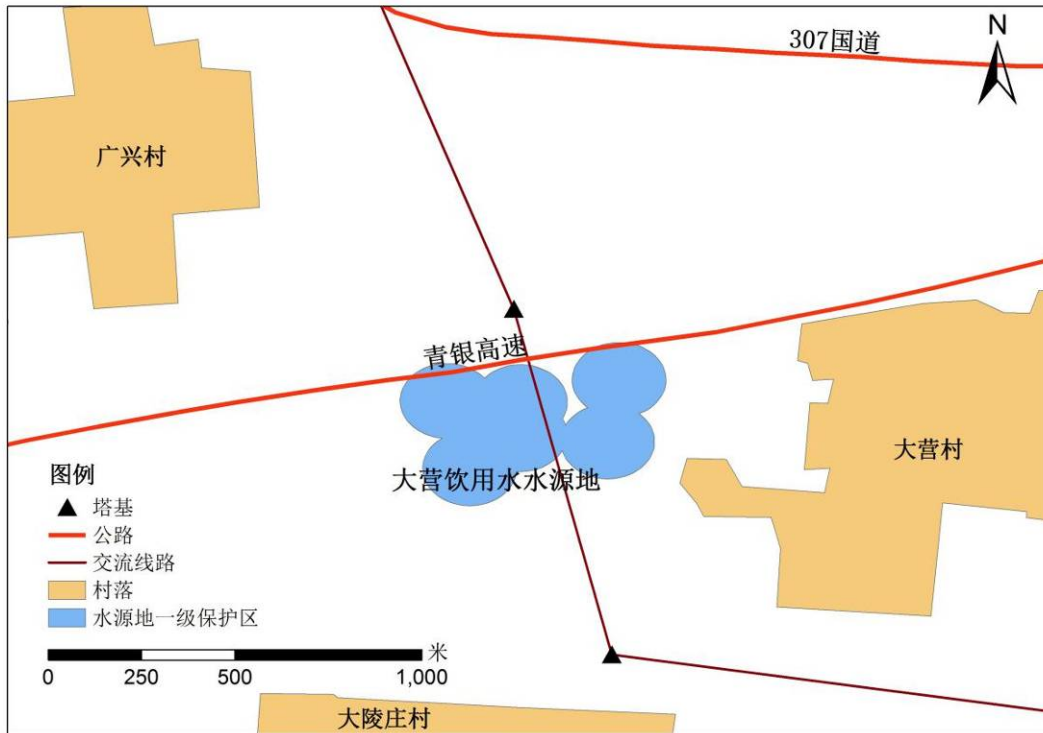 307国道
N
广兴村
青银高速
大营村
大营饮用水水源地
图例
塔基
公路
交流线路
村落
水源地一级保护区
米
0 250 500 1,000
大陵庄村